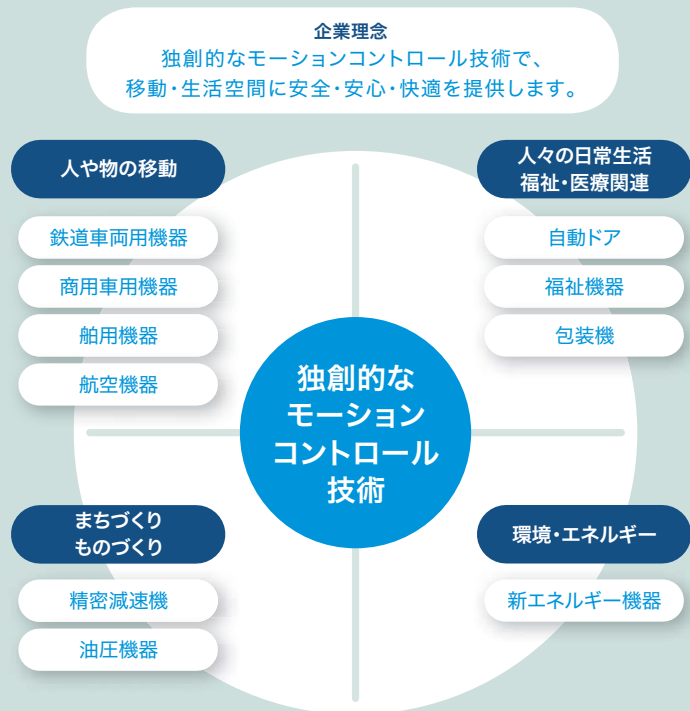 企業理念
独創的なモーションコントロール技術で、
移動・生活空間に安全・安心・快適を提供します。
人や物の移動
鉄道車両用機器
商用車用機器
舶用機器
航空機器
人々の日常生活
福祉・医療関連
自動ドア
福祉機器
包装機
独創的な
モーション
コントロール
技術
まちづくり
ものづくり
精密減速機
油圧機器
環境・エネルギー
新エネルギー機器